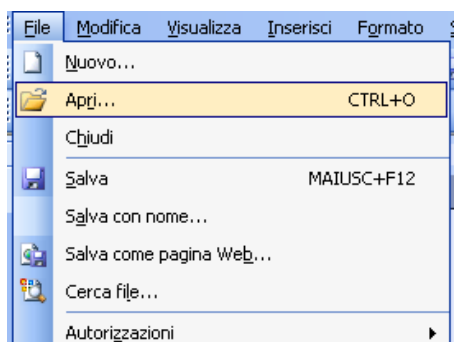 File Modifica Visualizza Inserisci Formato
Nuovo...
Apri... CTRL+O
Chiudi
Salva MAIUSC+F12
Salva con nome...
Salva come pagina Web...
Cerca file...
Autorizzazioni